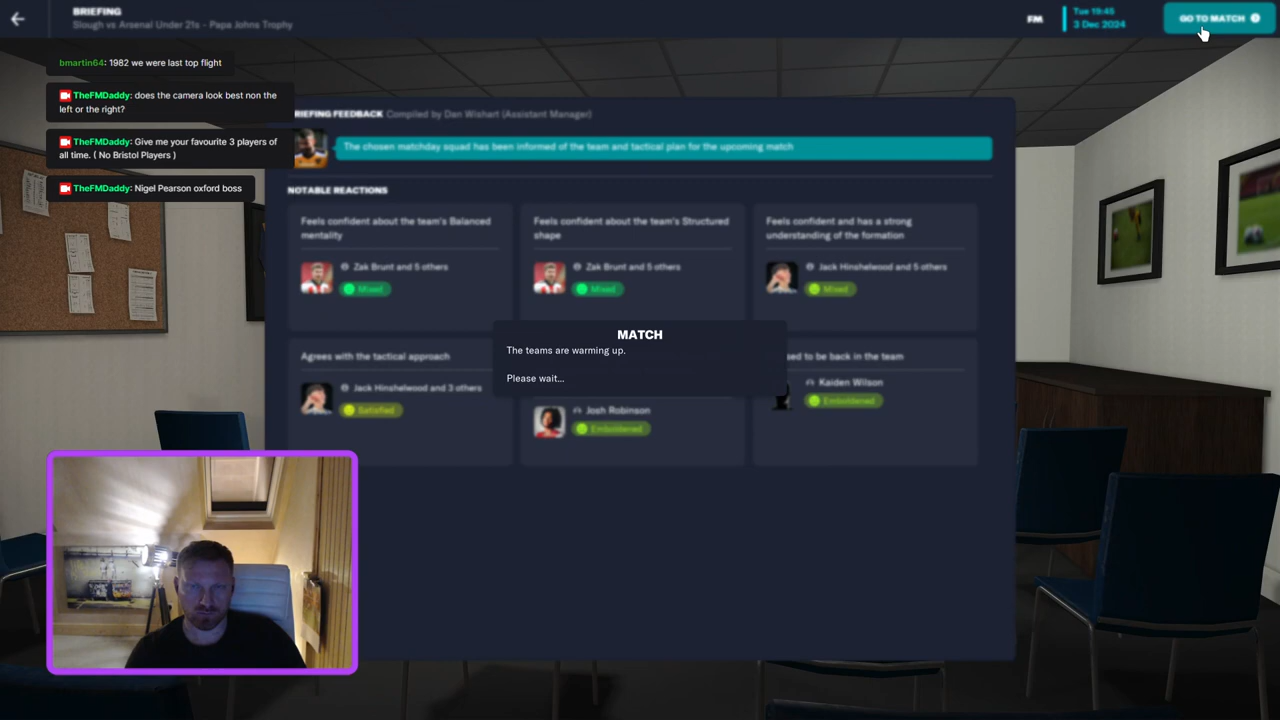 BRIEFING
Slough vs Arsenal Under 21s - Papa Johns Trophy
FM
Tue 19:45
3 Dec 2024
GO TO MATCH
bmartin64: 1982 we were last top flight
TheFMDaddy: does the camera look best non the
left or the right?
TheFMDaddy: Give me your favourite 3 players of
all time. ( No Bristol Players )
TheFMDaddy: Nigel Pearson oxford boss
BRIEFING FEEDBACK Compiled by Dan Wishart (Assistant Manager)
The chosen matchday squad has been informed of the team and tactical plan for the upcoming match
NOTABLE REACTIONS
Feels confident about the team's Balanced
mentality
Zak Brunt and 5 others
Mixed
Feels confident about the team's Structured
shape
Zak Brunt and 5 others
Mixed
Feels confident and has a strong
understanding of the formation
Jack Hinshelwood and 5 others
Mixed
MATCH
The teams are warming up.
Please wait...
Agrees with the tactical approach
Jack Hinshelwood and 3 others
Satisfied
Josh Robinson
Emboldened
to be back in the team
Kaiden Wilson
Emboldened